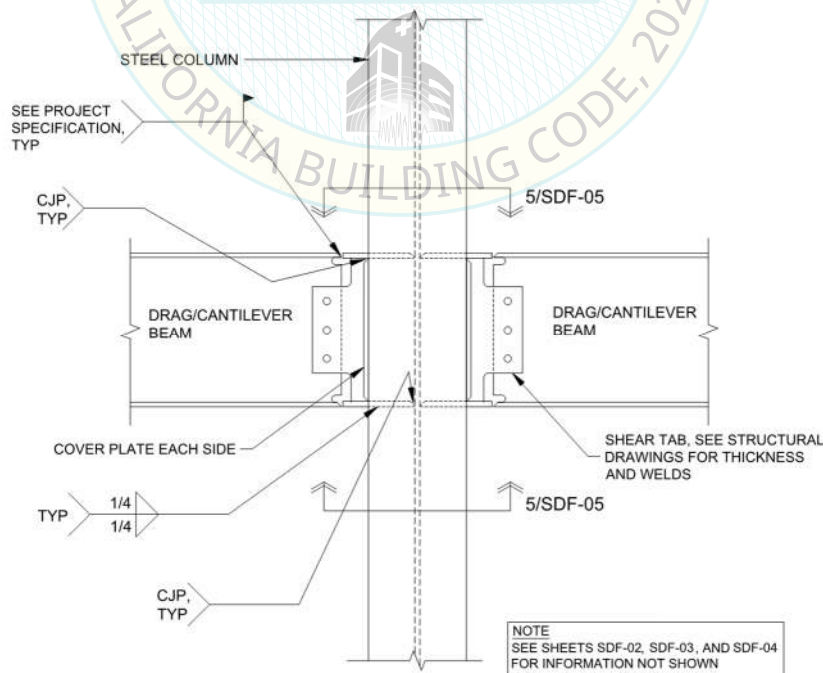 CALIFORNIA BUILDING CODE, 202
STEEL COLUMN
SEE PROJECT
SPECIFICATION,
TYP
5/SDF-05
CJP,
TYP
DRAG/CANTILEVER
BEAM
DRAG/CANTILEVER
BEAM
COVER PLATE EACH SIDE
SHEAR TAB, SEE STRUCTURAL
DRAWINGS FOR THICKNESS
AND WELDS
TYP
1/4
1/4
5/SDF-05
CJP,
TYP
NOTE
SEE SHEETS SDF-02, SDF-03, AND SDF-04
FOR INFORMATION NOT SHOWN